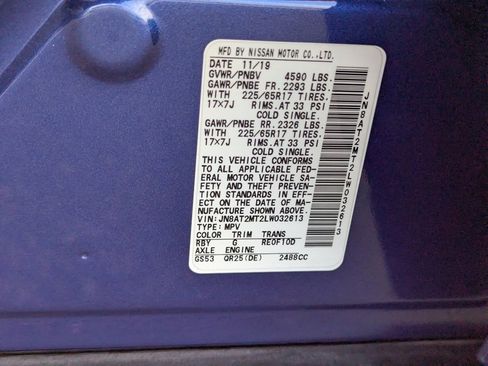 MFD BY NISSAN MOTOR CO.,LTD.
DATE 11/19
GVWR/PNBV 4590 LBS.
GAWR/PNBE FR.2293 LBS.
WITH 225/65R17 TIRES.
17×7J RIMS.AT 33 PSI
COLD SINGLE.
GAWR/PNBE RR.2326 LBS.
WITH 225/65R17 TIRES.
17×7J RIMS.AT 33 PSI
COLD SINGLE.
THIS VEHICLE CONFORMS
TO ALL APPLICABLE FED-
ERAL MOTOR VEHICLE SA-
FETY AND THEFT PREVEN-
TION STANDARDS IN EFF-
ECT ON THE DATE OF MA-
NUFACTURE SHOWN ABOVE.
VIN: JN8AT2MT2LW032613
TYPE: MPV
COLOR TRIM TRANS
RBY G RE0F10D
AXLE ENGINE
GS53 QR25(DE) 2488CC
JN8AT2MT2LW032613